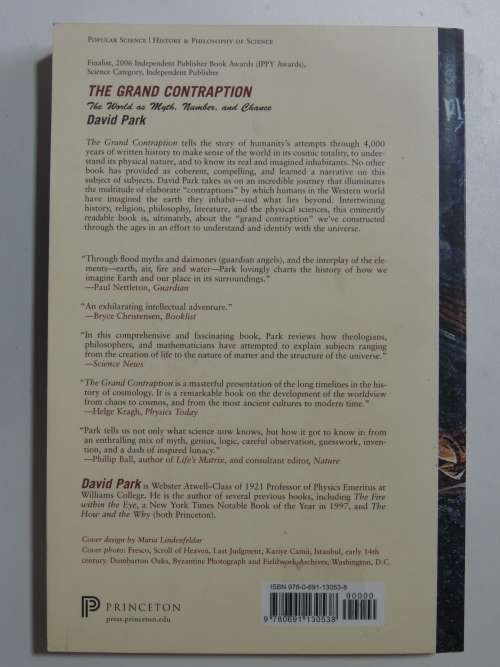 POPULAR SCIENCE | HISTORY & PHILOSOPHY OF SCIENCE
Finalist, 2006 Independent Publisher Book Awards (IPPY Awards),
Science Category, Independent Publisher
THE GRAND CONTRAPTION
The World as Myth, Number, and Chance
David Park
The Grand Contraption tells the story of humanity's attempts through 4,000
years of written history to make sense of the world in its cosmic totality, to under-
stand its physical nature, and to know its real and imagined inhabitants. No other
book has provided as coherent, compelling, and learned a narrative on this
subject of subjects. David Park takes us on an incredible journey that illuminates
the multitude of elaborate "contraptions" by which humans in the Western world
have imagined the earth they inhabit—and what lies beyond. Intertwining
history, religion, philosophy, literature, and the physical sciences, this eminently
readable book is, ultimately, about the "grand contraption" we've constructed
through the ages in an effort to understand and identify with the universe.
"Through flood myths and daimones (guardian angels), and the interplay of the ele-
ments—earth, air, fire and water—Park lovingly charts the history of how we
imagine Earth and our place in its surroundings."
—Paul Nettleton, Guardian
"An exhilarating intellectual adventure."
—Bryce Christensen, Booklist
"In this comprehensive and fascinating book, Park reviews how theologians,
philosophers, and mathematicians have attempted to explain subjects ranging
from the creation of life to the nature of matter and the structure of the universe."
—Science News
"The Grand Contraption is a masterful presentation of the long timelines in the his-
tory of cosmology. It is a remarkable book on the development of the worldview
from chaos to cosmos, and from the most ancient cultures to modern time."
—Helge Kragh, Physics Today
"Park tells us not only what science now knows, but how it got to know it: from
an enthralling mix of myth, genius, logic, careful observation, guesswork, inven-
tion, and a dash of inspired lunacy."
—Phillip Ball, author of Life's Matrix, and consultant editor, Nature
David Park is Webster Atwell–Class of 1921 Professor of Physics Emeritus at
Williams College. He is the author of several previous books, including The Fire
within the Eye, a New York Times Notable Book of the Year in 1997, and The
How and the Why (both Princeton).
Cover design by Maria Lindenfeldar
Cover photo: Fresco, Scroll of Heaven, Last Judgment, Kariye Camii, Istanbul, early 14th
century. Dumbarton Oaks, Byzantine Photograph and Fieldwork Archives, Washington, D.C.
ISBN 978-0-691-13053-8
90000
9 780691 130538
P PRINCETON
press.princeton.edu